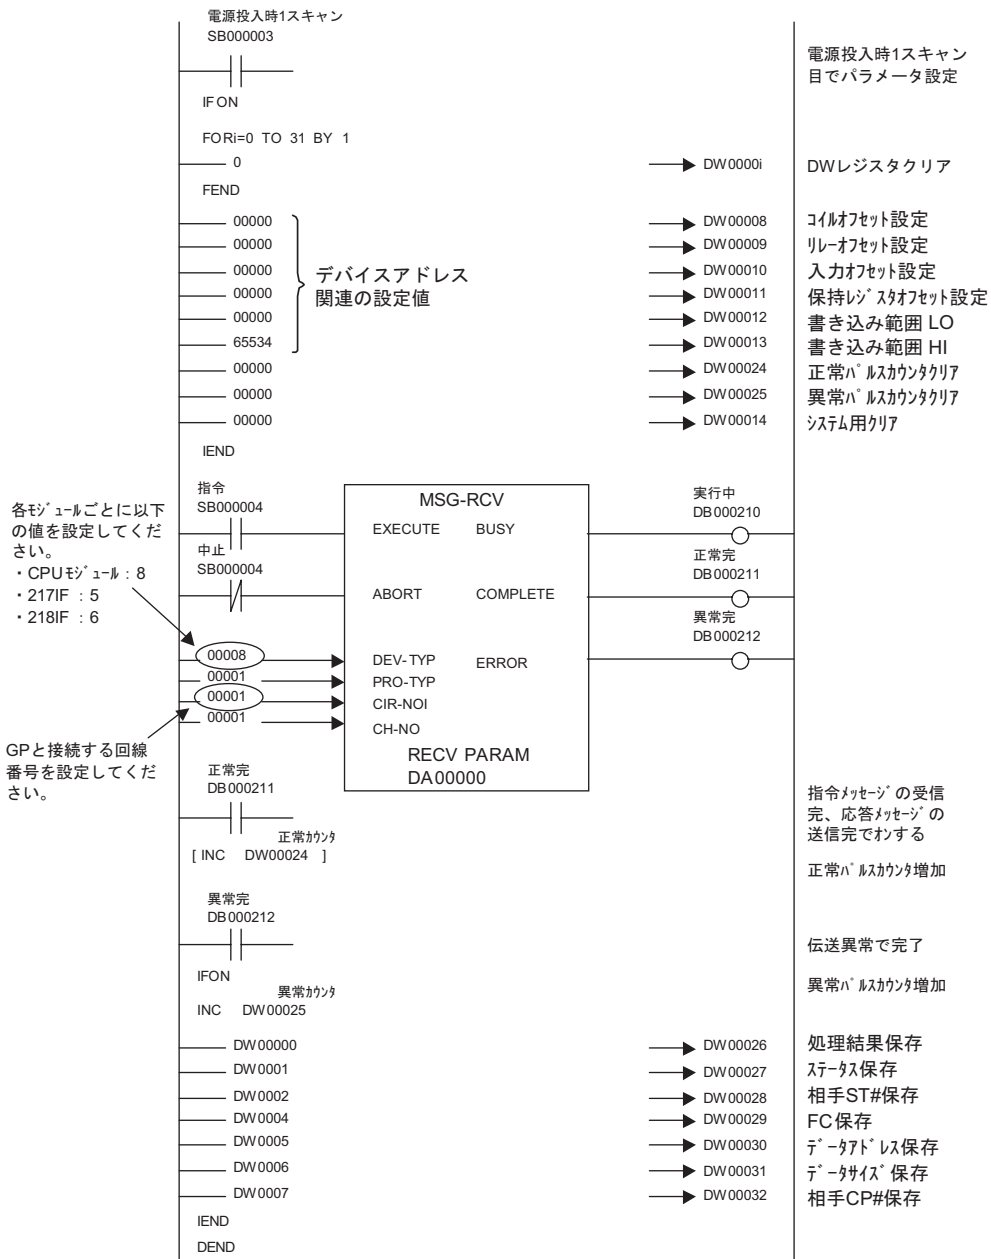 電源投入時1スキャン
SB000003
電源投入時1スキャン
目でパラメータ設定
IFON
FORi=0 TO 31 BY 1
0
DW0000i
DWレジスタクリア
FEND
00000
DW00008
ｺｲﾙｵﾌｾｯﾄ設定
00000
DW00009
ﾘﾚｰｵﾌｾｯﾄ設定
00000
DW00010
入力ｵﾌｾｯﾄ設定
00000
DW00011
保持ﾚｼﾞｽﾀｵﾌｾｯﾄ設定
00000
DW00012
書き込み範囲 LO
65534
DW00013
書き込み範囲 HI
デバイスアドレス
関連の設定値
00000
DW00024
正常ﾊﾟﾙｽｶｳﾝﾀｸﾘｱ
00000
DW00025
異常ﾊﾟﾙｽｶｳﾝﾀｸﾘｱ
00000
DW00014
ｼｽﾃﾑ用ｸﾘｱ
IEND
各ﾓｼﾞｭｰﾙごとに以下
の値を設定してくだ
さい。
・CPUﾓｼﾞｭｰﾙ：8
・217IF ：5
・218IF ：6
指令
SB000004
中止
SB000004
MSG-RCV
EXECUTE BUSY
ABORT COMPLETE
実行中
DB000210
正常完
DB000211
異常完
DB000212
00008
DEV-TYP ERROR
00001
PRO-TYP
00001
CIR-NOI
00001
CH-NO
RECV PARAM
DA00000
GPと接続する回線
番号を設定してくだ
さい。
正常完
DB000211
指令ﾒｯｾｰｼﾞの受信
完、応答ﾒｯｾｰｼﾞの
送信完でｵﾝする
正常ｶｳﾝﾀ
[ INC DW00024 ]
正常ﾊﾟﾙｽｶｳﾝﾀ増加
異常完
DB000212
伝送異常で完了
IFON
異常ｶｳﾝﾀ
INC DW00025
異常ﾊﾟﾙｽｶｳﾝﾀ増加
DW00000
DW00026
処理結果保存
DW0001
DW00027
ｽﾃｰﾀｽ保存
DW0002
DW00028
相手ST#保存
DW0004
DW00029
FC保存
DW0005
DW00030
ﾃﾞｰﾀｱﾄﾞﾚｽ保存
DW0006
DW00031
ﾃﾞｰﾀｻｲｽﾞ保存
DW0007
DW00032
相手CP#保存
IEND
DEND